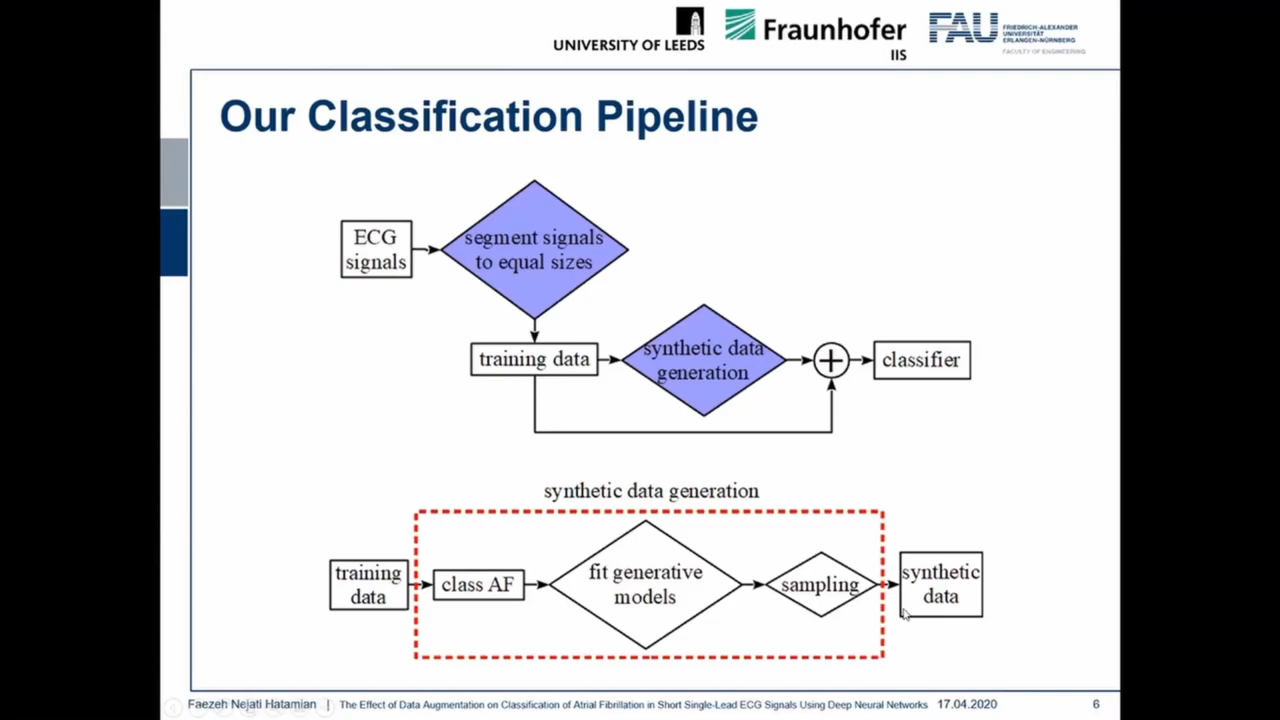 UNIVERSITY OF LEEDS
Fraunhofer
IIS
FAU
FRIEDRICH-ALEXANDER
UNIVERSITÄT
ERLANGEN-NÜRNBERG
FACULTY OF ENGINEERING
Our Classification Pipeline
ECG
signals
segment signals
to equal sizes
training data
synthetic data
generation
+
classifier
synthetic data generation
training
data
class AF
fit generative
models
sampling
synthetic
data
Faezeh Nejati Hatamian | The Effect of Data Augmentation on Classification of Atrial Fibrillation in Short Single-Lead ECG Signals Using Deep Neural Networks 17.04.2020 6